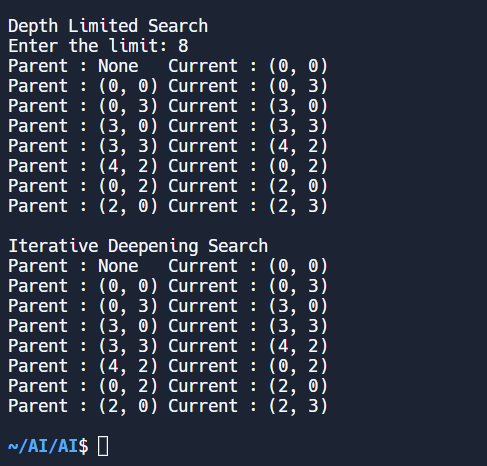 Depth Limited Search
Enter the limit: 8
Parent : None   Current : (0, 0)
Parent : (0, 0) Current : (0, 3)
Parent : (0, 3) Current : (3, 0)
Parent : (3, 0) Current : (3, 3)
Parent : (3, 3) Current : (4, 2)
Parent : (4, 2) Current : (0, 2)
Parent : (0, 2) Current : (2, 0)
Parent : (2, 0) Current : (2, 3)
Iterative Deepening Search
Parent : None   Current : (0, 0)
Parent : (0, 0) Current : (0, 3)
Parent : (0, 3) Current : (3, 0)
Parent : (3, 0) Current : (3, 3)
Parent : (3, 3) Current : (4, 2)
Parent : (4, 2) Current : (0, 2)
Parent : (0, 2) Current : (2, 0)
Parent : (2, 0) Current : (2, 3)
~/AI/AI$